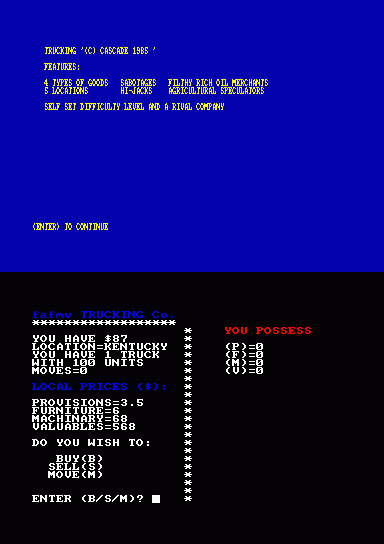 TRUCKING '(C) CASCADE 1985 '
FEATURES:
4 TYPES OF GOODS SABOTAGES FILTHY RICH OIL MERCHANTS
5 LOCATIONS HI-JACKS AGRICULTURAL SPECULATORS
SELF SET DIFFICULTY LEVEL AND A RIVAL COMPANY
(ENTER) TO CONTINUE
PaPmv TRUCKING Co.
******************
YOU HAVE $87
LOCATION=KENTUCKY
YOU HAVE 1 TRUCK
WITH 100 UNITS
MOVES=0
LOCAL PRICES (#):
PROVISIONS=3.5
FURNITURE=6
MACHINARY=68
VALUABLES=568
DO YOU WISH TO:
BUY(B)
SELL(S)
MOVE(M)
ENTER (B/S/M)?
YOU POSSESS
(P)=0
(F)=0
(M)=0
(V)=0